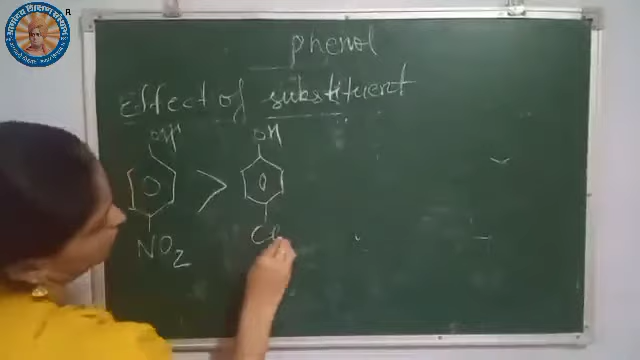 phenol
Effect of substituent
OH OH
>
NO2 Cl
R